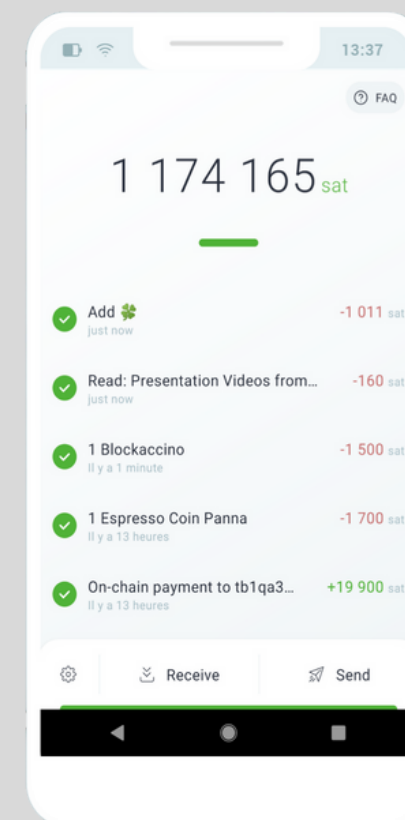 13:37
FAQ
1 174 165 sat
Add 🍀 -1 011 sat
just now
Read: Presentation Videos from... -160 sat
just now
1 Blockaccino -1 500 sat
Il y a 1 minute
1 Espresso Coin Panna -1 700 sat
Il y a 13 heures
On-chain payment to tb1qa3... +19 900 sat
Il y a 13 heures
Receive Send